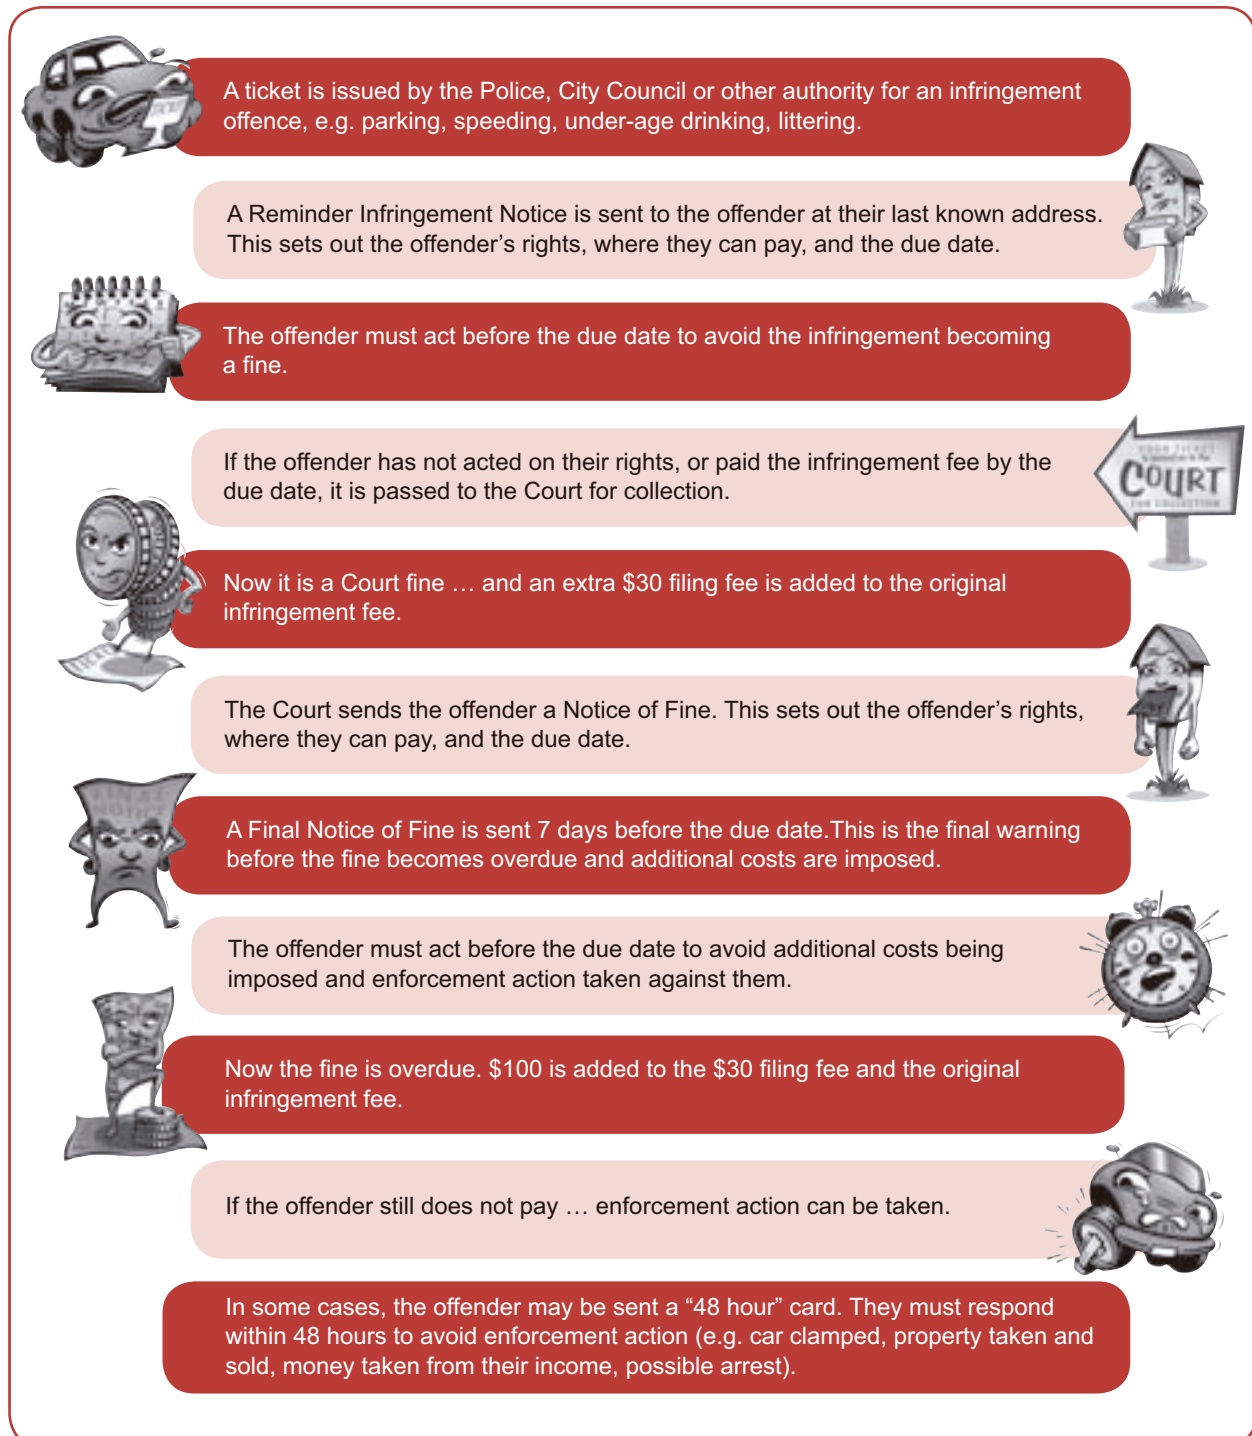 A ticket is issued by the Police, City Council or other authority for an infringement
offence, e.g. parking, speeding, under-age drinking, littering.
A Reminder Infringement Notice is sent to the offender at their last known address.
This sets out the offender's rights, where they can pay, and the due date.
The offender must act before the due date to avoid the infringement becoming
a fine.
If the offender has not acted on their rights, or paid the infringement fee by the
due date, it is passed to the Court for collection.
YOUR TICKET
COURT
FOR COLLECTION
Now it is a Court fine … and an extra $30 filing fee is added to the original
infringement fee.
TICKET
The Court sends the offender a Notice of Fine. This sets out the offender's rights,
where they can pay, and the due date.
FINAL
NOTICE
A Final Notice of Fine is sent 7 days before the due date.This is the final warning
before the fine becomes overdue and additional costs are imposed.
The offender must act before the due date to avoid additional costs being
imposed and enforcement action taken against them.
Now the fine is overdue. $100 is added to the $30 filing fee and the original
infringement fee.
If the offender still does not pay … enforcement action can be taken.
In some cases, the offender may be sent a “48 hour” card. They must respond
within 48 hours to avoid enforcement action (e.g. car clamped, property taken and
sold, money taken from their income, possible arrest).